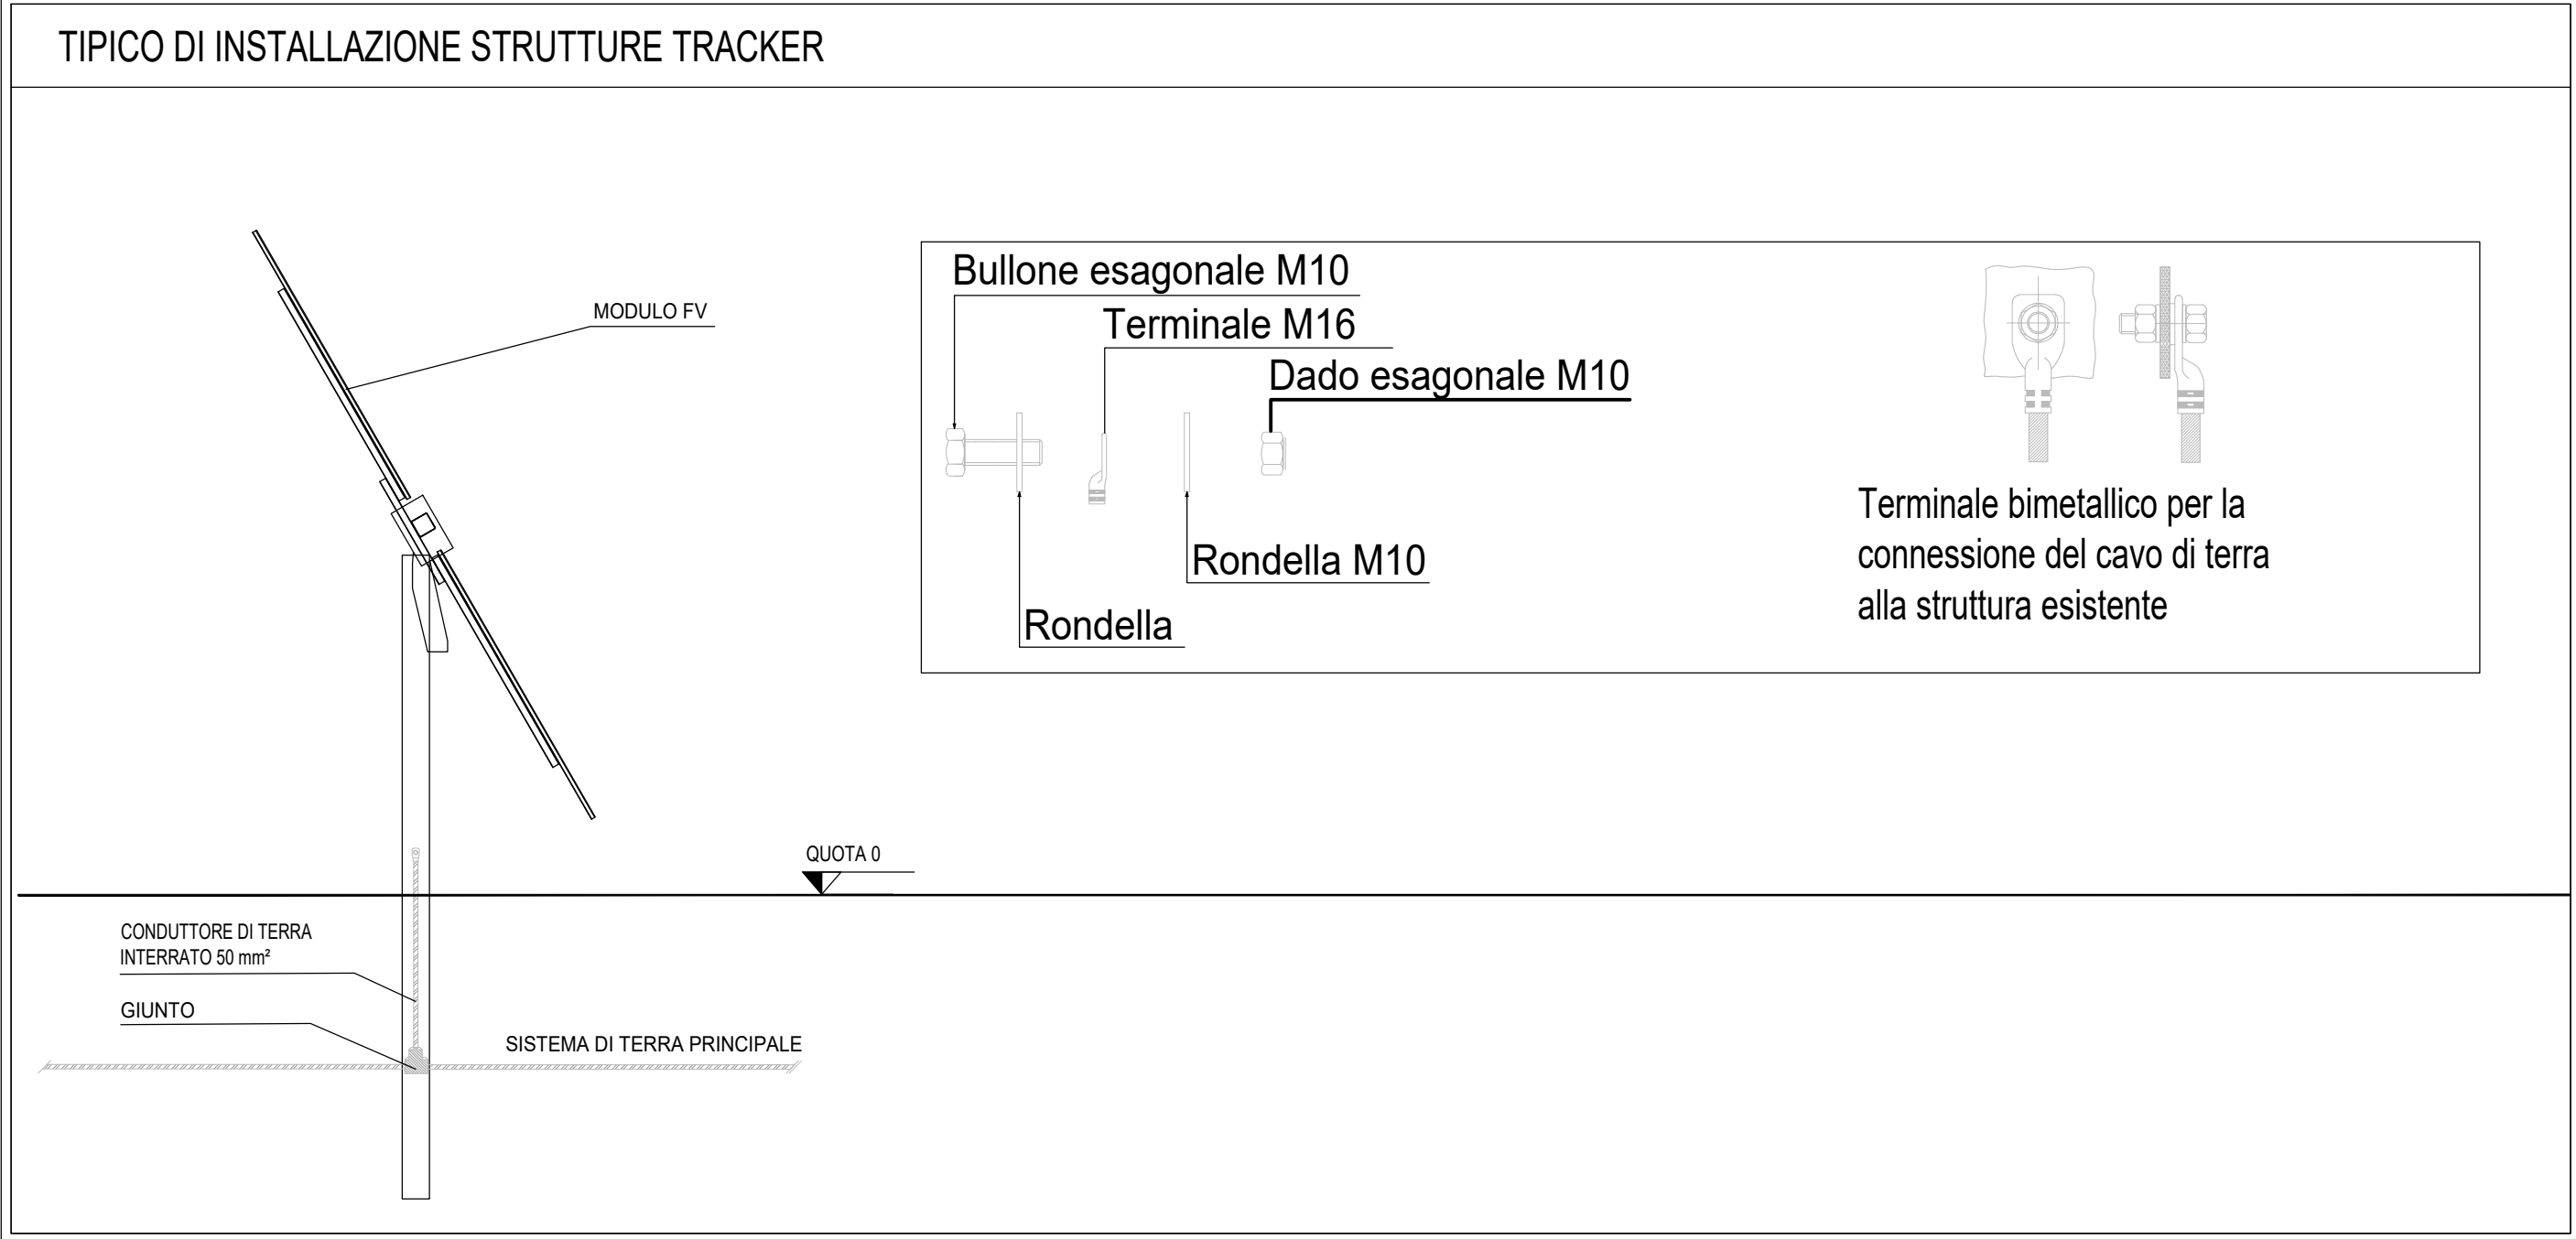 TIPICO DI INSTALLAZIONE STRUTTURE TRACKER
MODULO FV
Bullone esagonale M10
Terminale M16
Dado esagonale M10
Rondella M10
Rondella
Terminale bimetallico per la
connessione del cavo di terra
alla struttura esistente
QUOTA 0
CONDUTTORE DI TERRA
INTERRATO 50 mm²
GIUNTO
SISTEMA DI TERRA PRINCIPALE